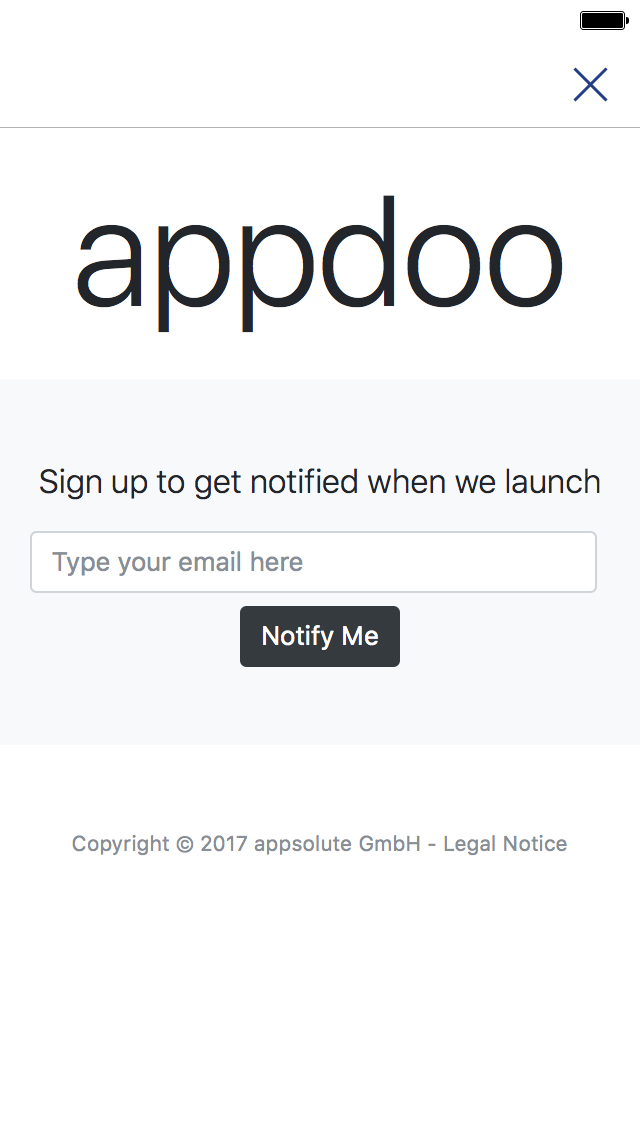 appdoo
Sign up to get notified when we launch
Type your email here
Notify Me
Copyright © 2017 appsolute GmbH - Legal Notice